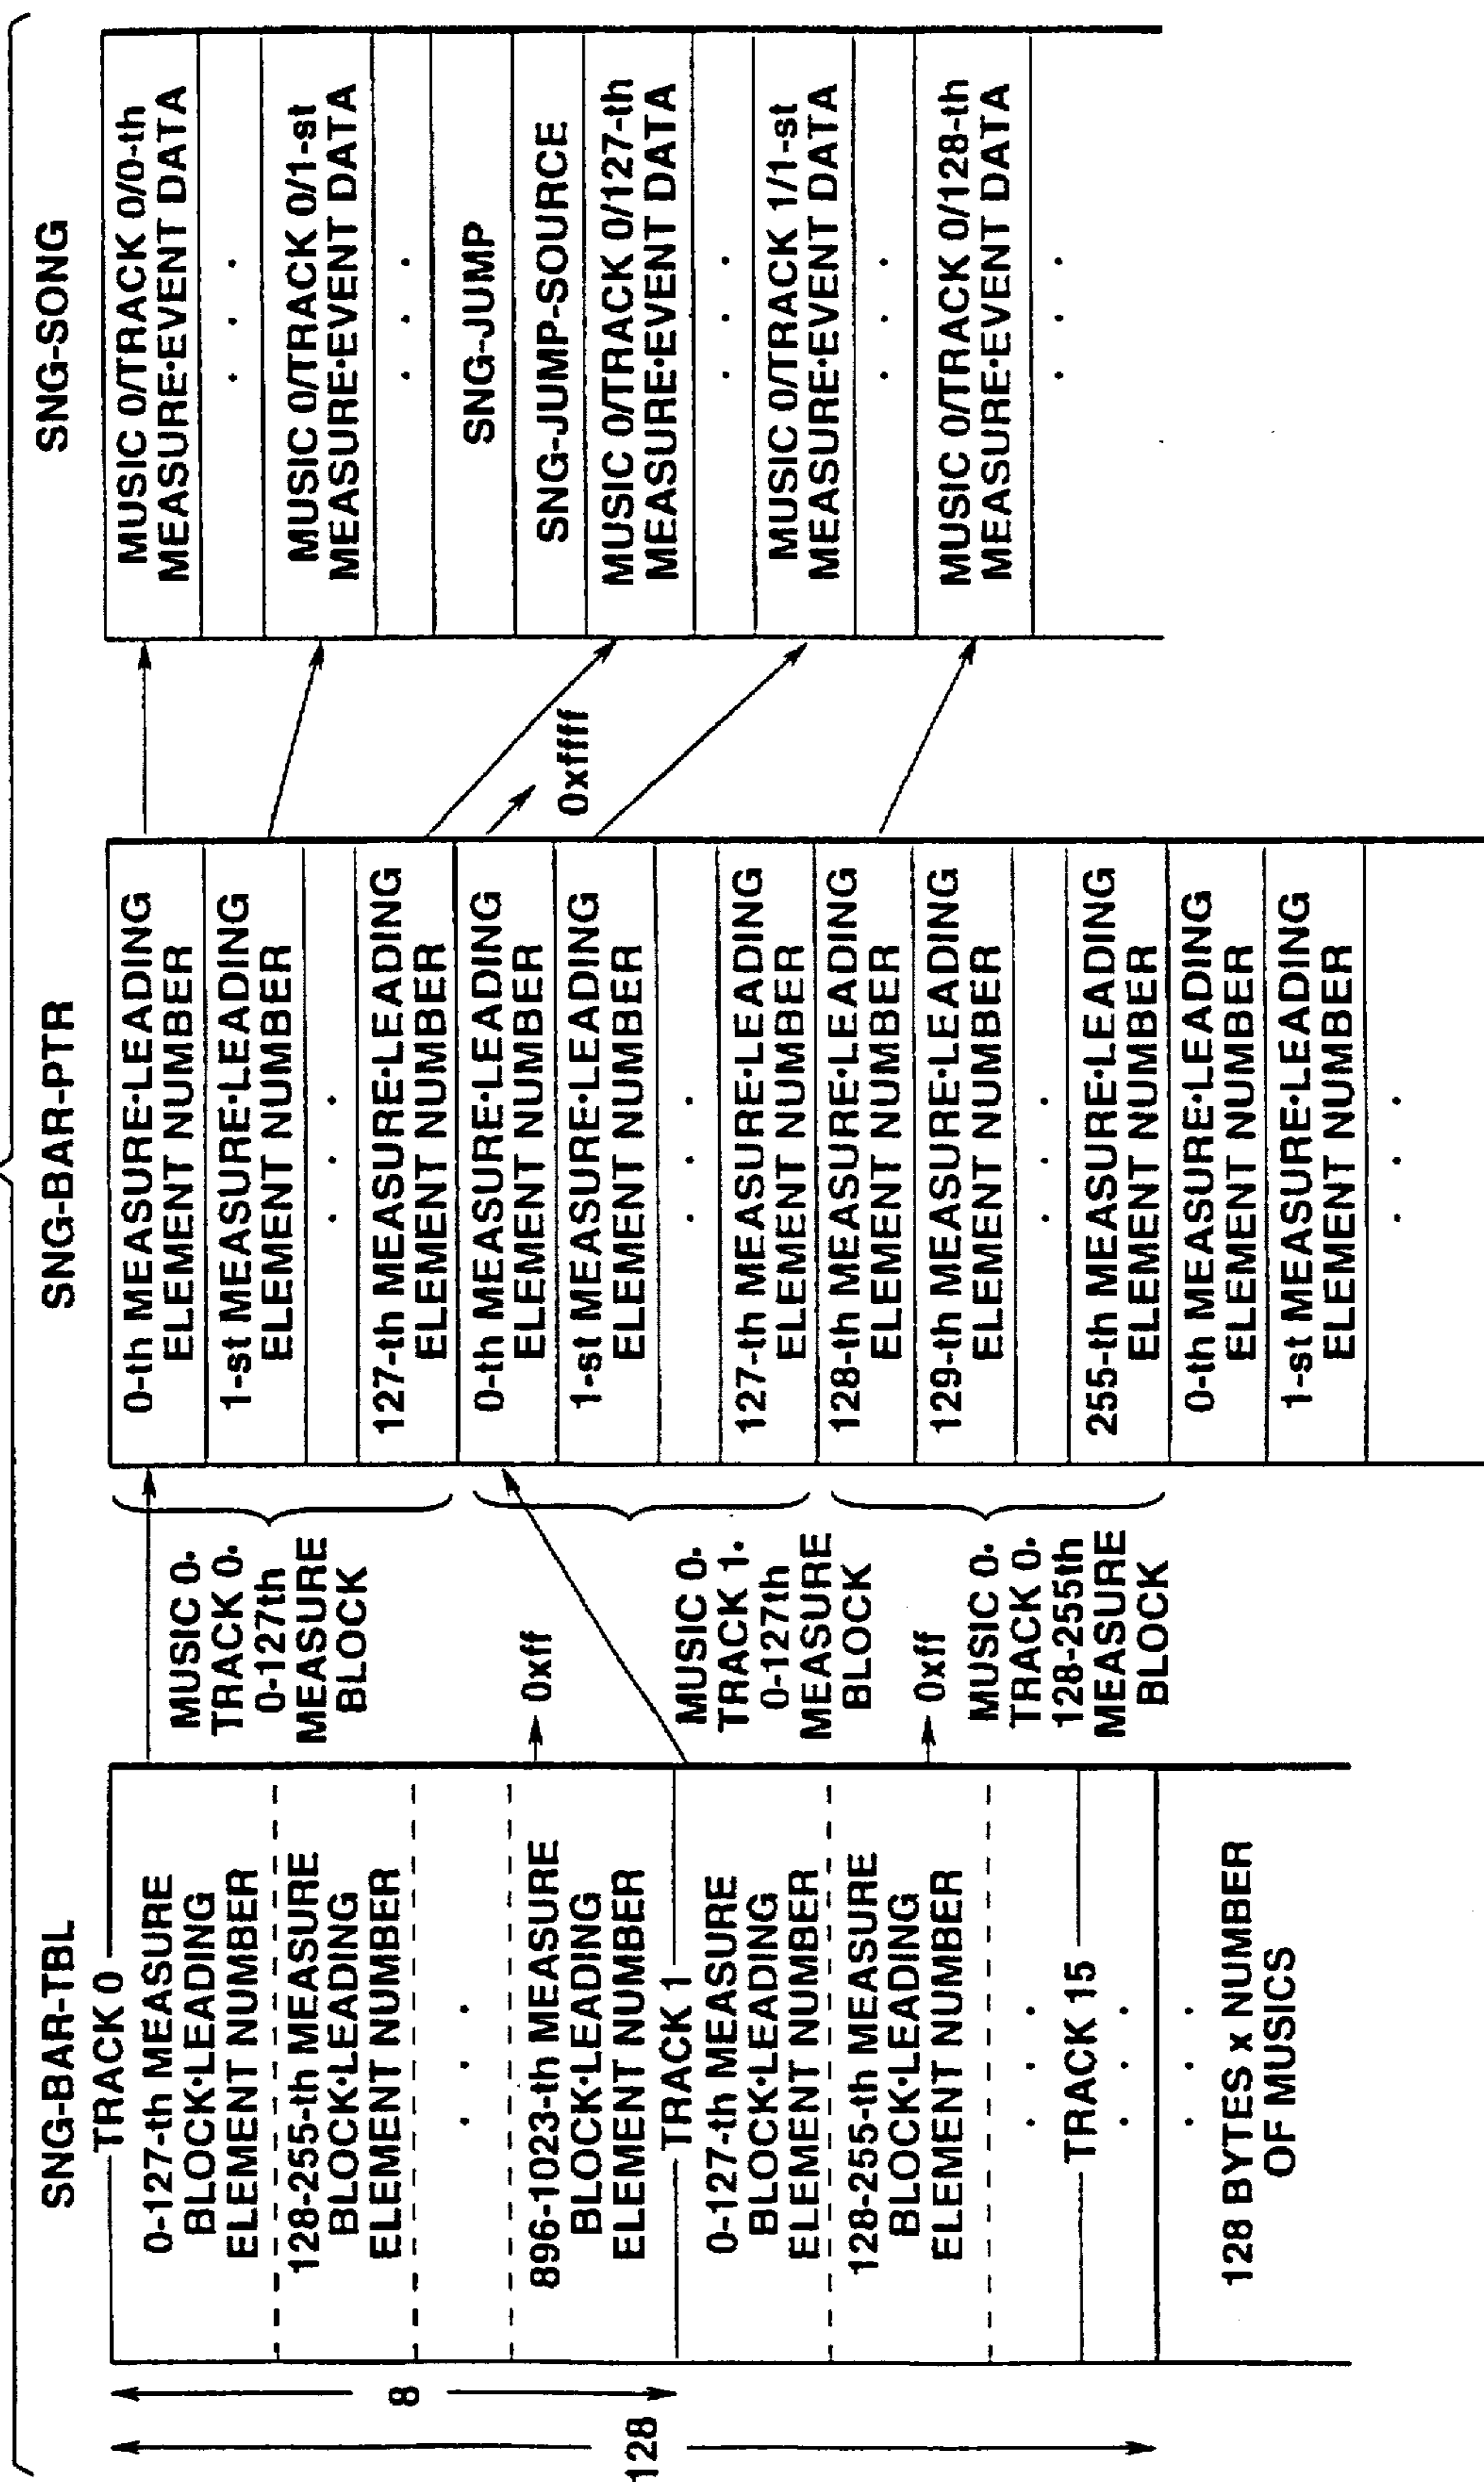 SNG-BAR-TBL
TRACK 0
0-127-th MEASURE
BLOCK·LEADING
ELEMENT NUMBER
128-255-th MEASURE
BLOCK·LEADING
ELEMENT NUMBER
. . .
896-1023-th MEASURE
BLOCK·LEADING
ELEMENT NUMBER
TRACK 1
0-127-th MEASURE
BLOCK·LEADING
ELEMENT NUMBER
128-255-th MEASURE
BLOCK·LEADING
ELEMENT NUMBER
. . .
TRACK 15
. . .
. . .
128 BYTES x NUMBER
OF MUSICS
8
128
MUSIC 0·
TRACK 0·
0-127th
MEASURE
BLOCK
0xff
MUSIC 0·
TRACK 1·
0-127th
MEASURE
BLOCK
0xff
MUSIC 0·
TRACK 0·
128-255th
MEASURE
BLOCK
SNG-BAR-PTR
0-th MEASURE·LEADING
ELEMENT NUMBER
1-st MEASURE·LEADING
ELEMENT NUMBER
. . .
127-th MEASURE·LEADING
ELEMENT NUMBER
0-th MEASURE·LEADING
ELEMENT NUMBER
1-st MEASURE·LEADING
ELEMENT NUMBER
. . .
127-th MEASURE·LEADING
ELEMENT NUMBER
128-th MEASURE·LEADING
ELEMENT NUMBER
129-th MEASURE·LEADING
ELEMENT NUMBER
. . .
255-th MEASURE·LEADING
ELEMENT NUMBER
0-th MEASURE·LEADING
ELEMENT NUMBER
1-st MEASURE·LEADING
ELEMENT NUMBER
. . .
0xffff
SNG-SONG
MUSIC 0/TRACK 0/0-th
MEASURE·EVENT DATA
. . .
MUSIC 0/TRACK 0/1-st
MEASURE·EVENT DATA
. . .
SNG-JUMP
SNG-JUMP-SOURCE
MUSIC 0/TRACK 0/127-th
MEASURE·EVENT DATA
. . .
MUSIC 0/TRACK 1/1-st
MEASURE·EVENT DATA
. . .
MUSIC 0/TRACK 0/128-th
MEASURE·EVENT DATA
. . .